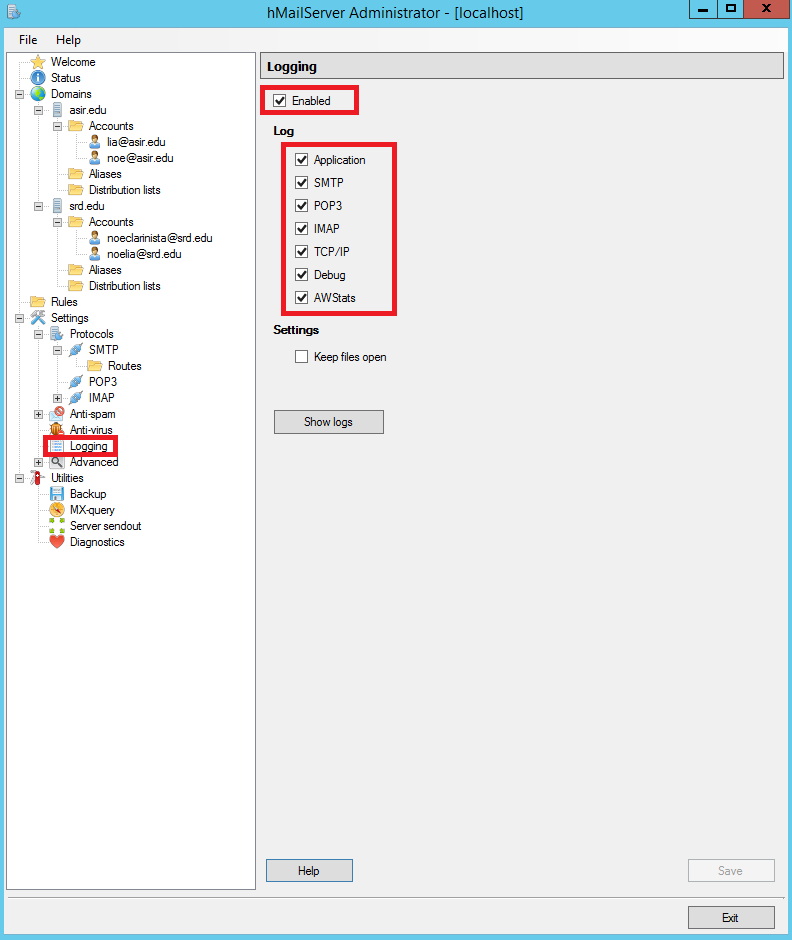 hMailServer Administrator - [localhost]
File Help
Welcome
Status
Domains
asir.edu
Accounts
lia@asir.edu
noe@asir.edu
Aliases
Distribution lists
srd.edu
Accounts
noeclarinista@srd.edu
noelia@srd.edu
Aliases
Distribution lists
Rules
Settings
Protocols
SMTP
Routes
POP3
IMAP
Anti-spam
Anti-virus
Logging
Advanced
Utilities
Backup
MX-query
Server sendout
Diagnostics
Logging
Enabled
Log
Application
SMTP
POP3
IMAP
TCP/IP
Debug
AWStats
Settings
Keep files open
Show logs
Help
Save
Exit